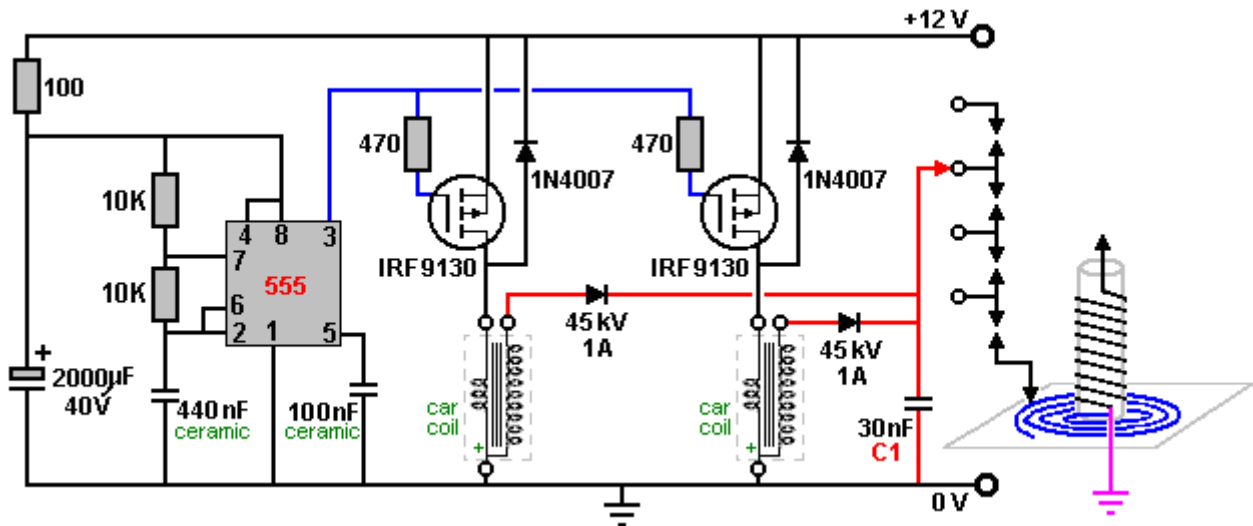 +12 V
100
470
470
1N4007
1N4007
10K
4 8 3
7
IRF9130
IRF9130
10K
555
6
2 1 5
45 kV
1A
45 kV
1A
+
2000µF
40V
440 nF
ceramic
100nF
ceramic
car
coil
+
car
coil
+
30nF
C1
0 V